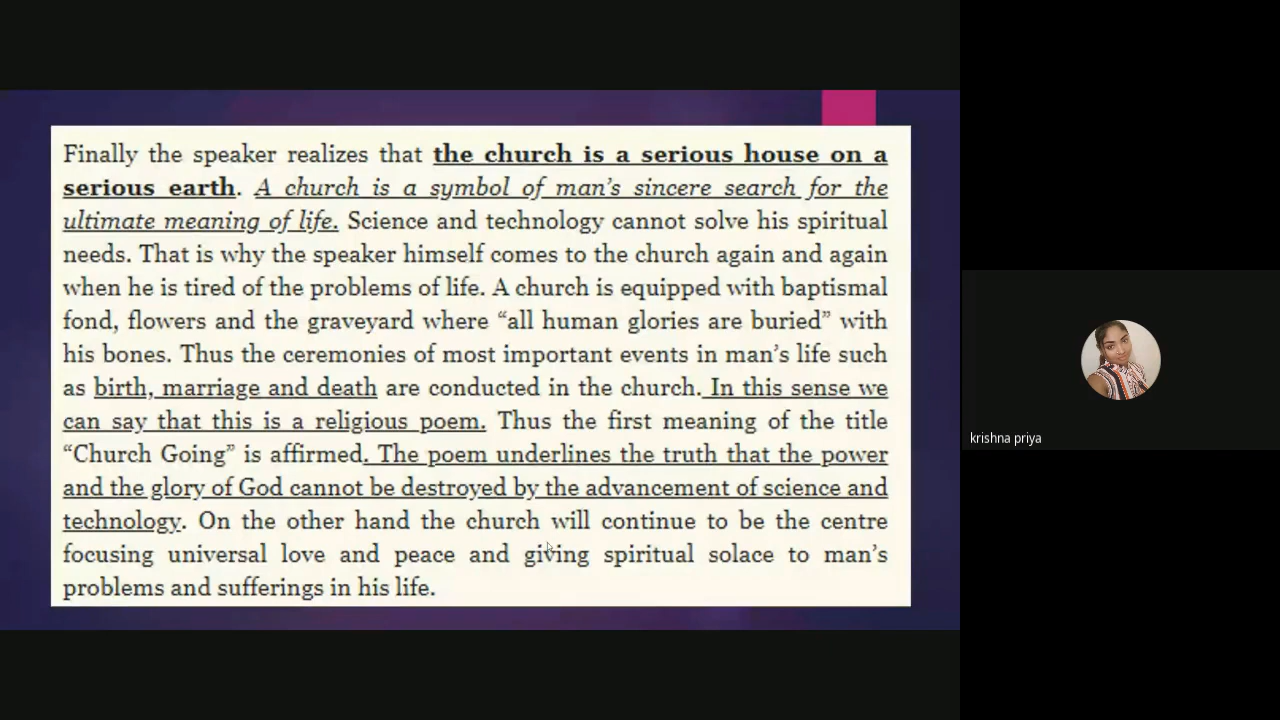 Finally the speaker realizes that the church is a serious house on a
serious earth. A church is a symbol of man's sincere search for the
ultimate meaning of life. Science and technology cannot solve his spiritual
needs. That is why the speaker himself comes to the church again and again
when he is tired of the problems of life. A church is equipped with baptismal
fond, flowers and the graveyard where “all human glories are buried” with
his bones. Thus the ceremonies of most important events in man's life such
as birth, marriage and death are conducted in the church. In this sense we
can say that this is a religious poem. Thus the first meaning of the title
“Church Going” is affirmed. The poem underlines the truth that the power
and the glory of God cannot be destroyed by the advancement of science and
technology. On the other hand the church will continue to be the centre
focusing universal love and peace and giving spiritual solace to man's
problems and sufferings in his life.
krishna priya